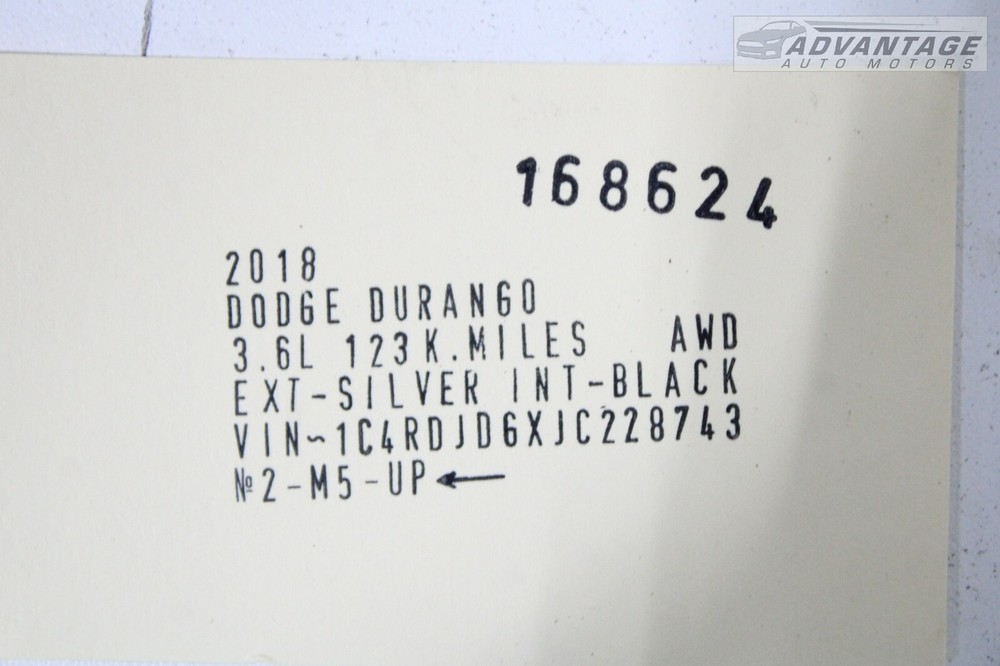 ADVANTAGE
AUTO MOTORS
168624
2018
DODGE DURANGO
3.6L 123K.MILES AWD
EXT-SILVER INT-BLACK
VIN~1C4RDJDG6XJC228743
№2-M5-UP←